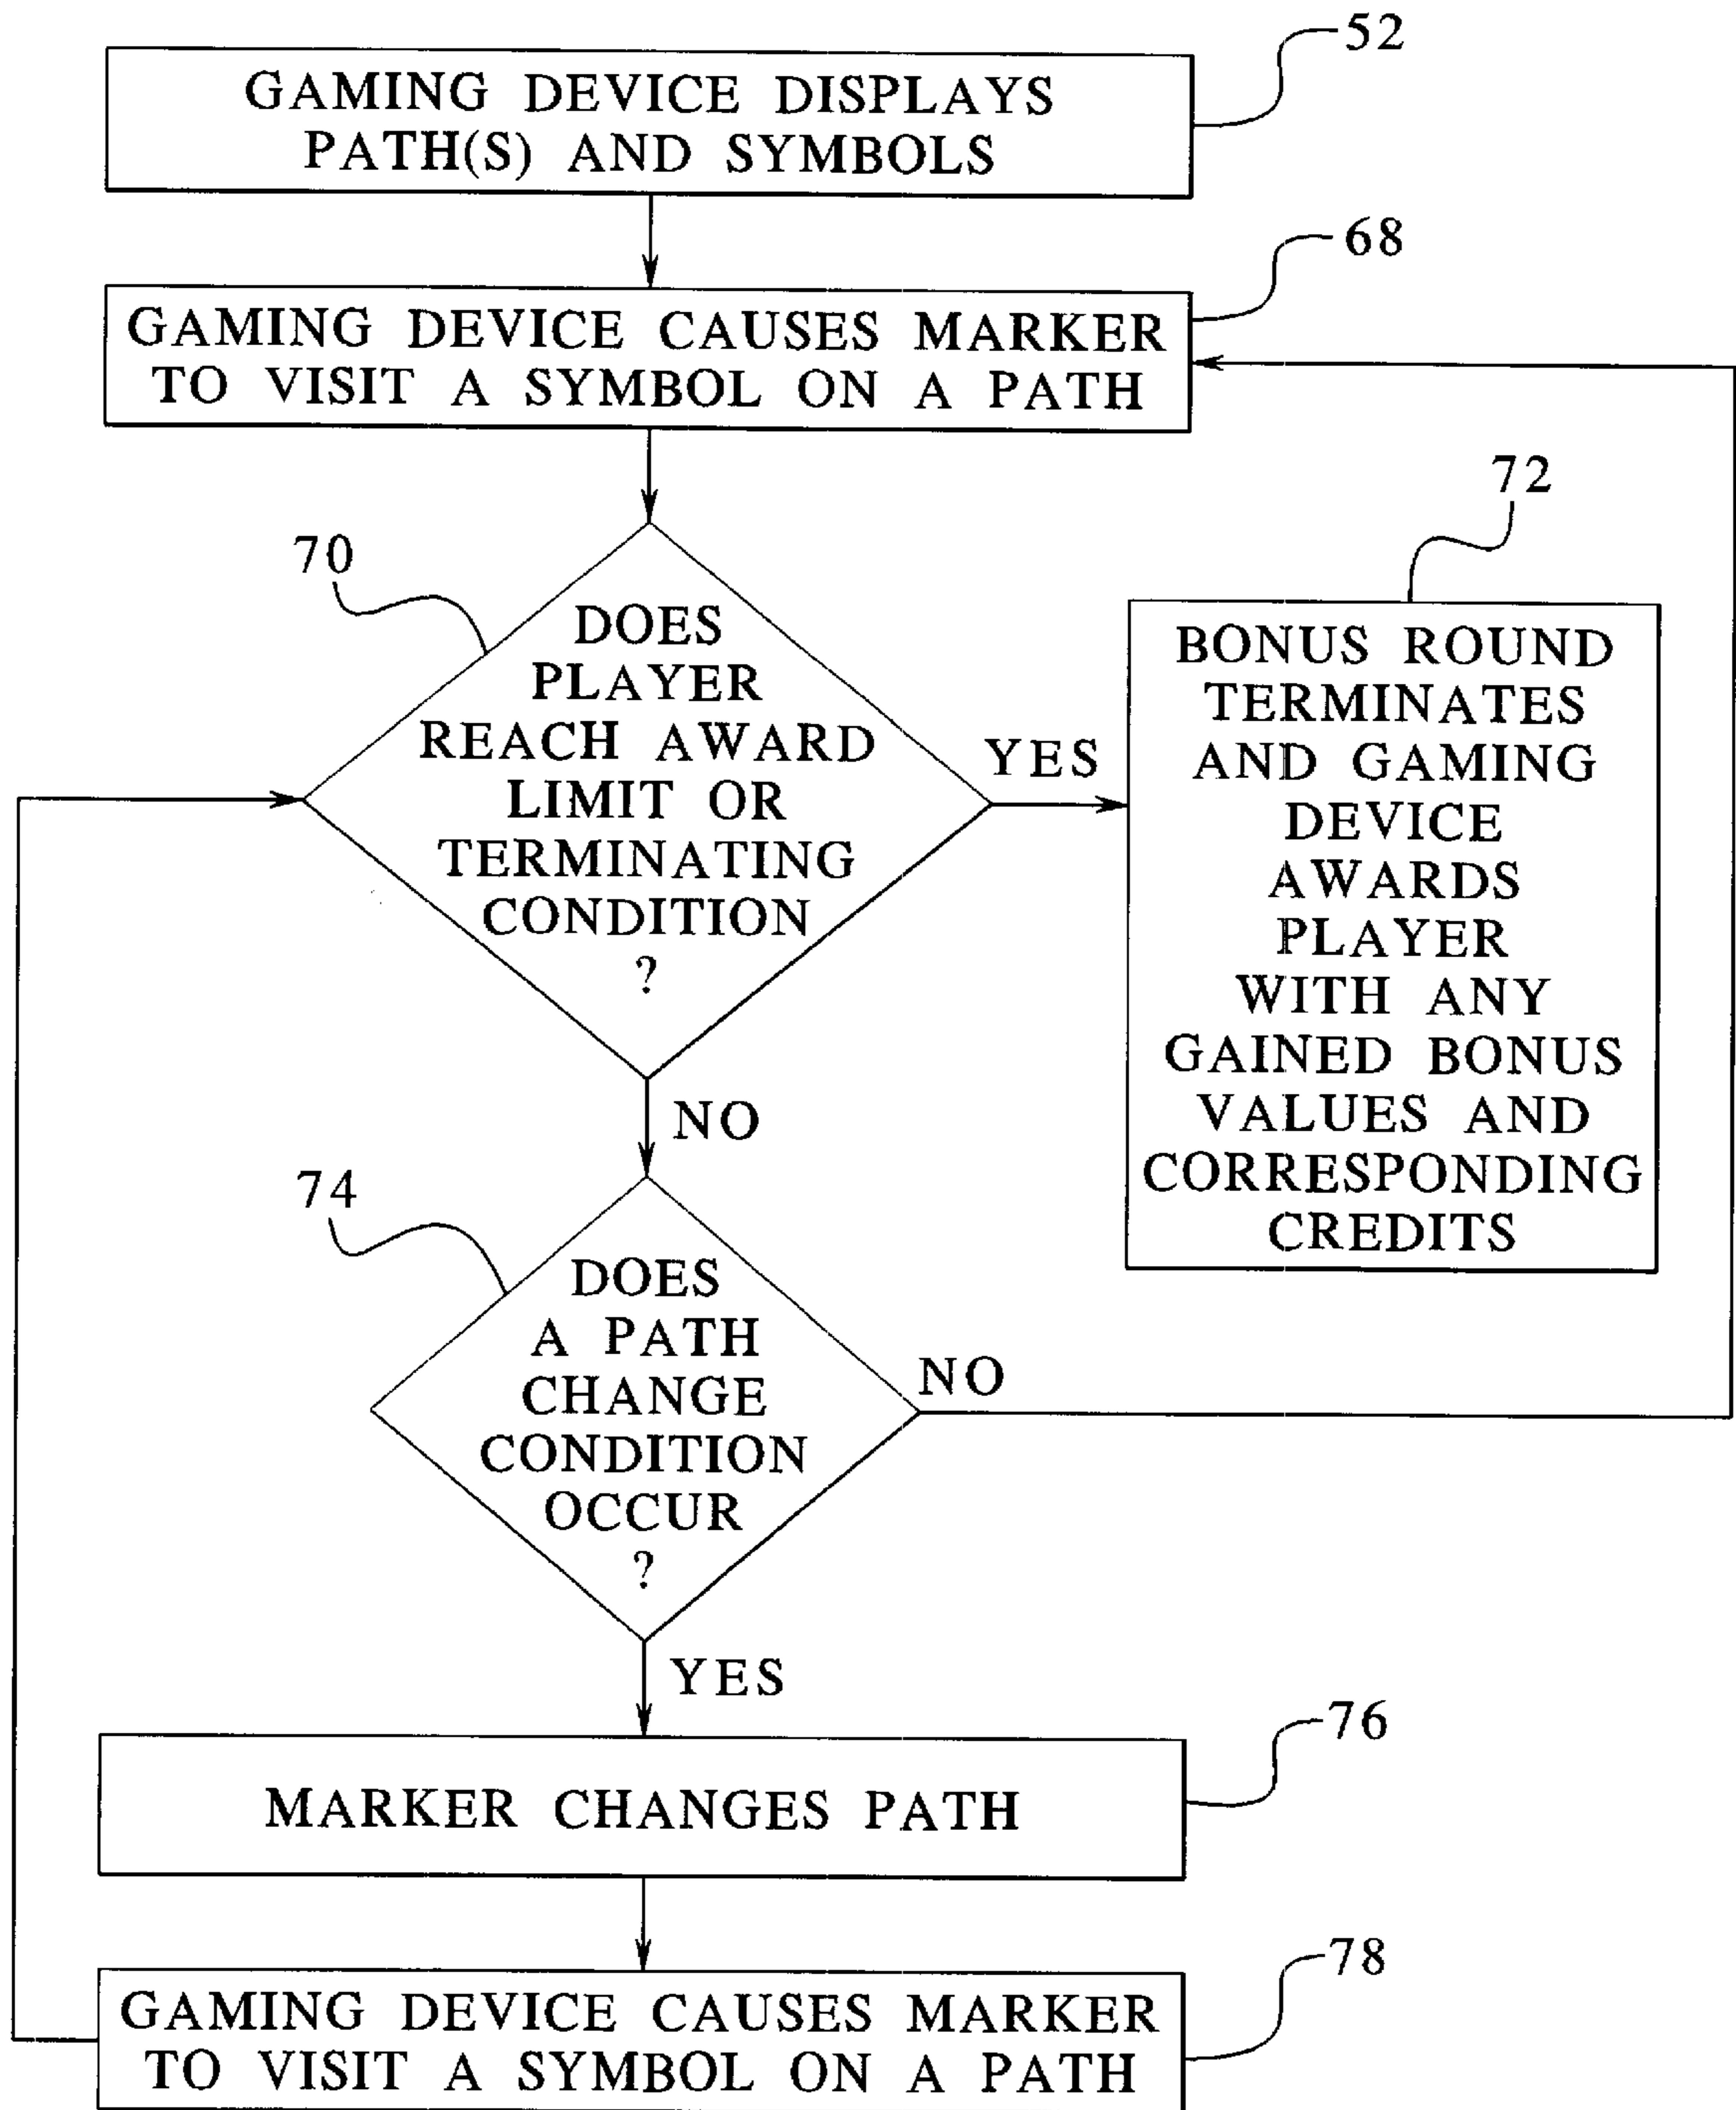 52
GAMING DEVICE DISPLAYS
PATH(S) AND SYMBOLS
68
GAMING DEVICE CAUSES MARKER
TO VISIT A SYMBOL ON A PATH
70
DOES
PLAYER
REACH AWARD
LIMIT OR
TERMINATING
CONDITION
?
YES
72
BONUS ROUND
TERMINATES
AND GAMING
DEVICE
AWARDS
PLAYER
WITH ANY
GAINED BONUS
VALUES AND
CORRESPONDING
CREDITS
NO
74
DOES
A PATH
CHANGE
CONDITION
OCCUR
?
NO
YES
76
MARKER CHANGES PATH
78
GAMING DEVICE CAUSES MARKER
TO VISIT A SYMBOL ON A PATH